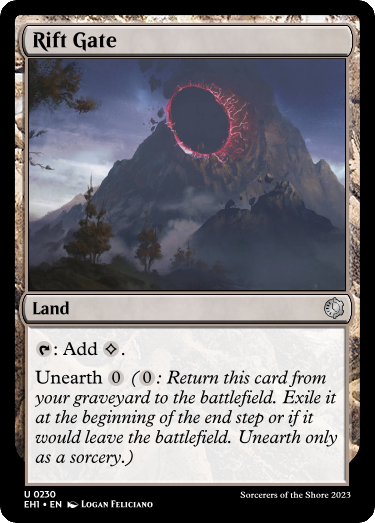 Rift Gate
Land
: Add .
Unearth 0 (0: Return this card from
your graveyard to the battlefield. Exile it
at the beginning of the end step or if it
would leave the battlefield. Unearth only
as a sorcery.)
U 0230
EH1 • EN Logan Feliciano
Sorcerers of the Shore 2023